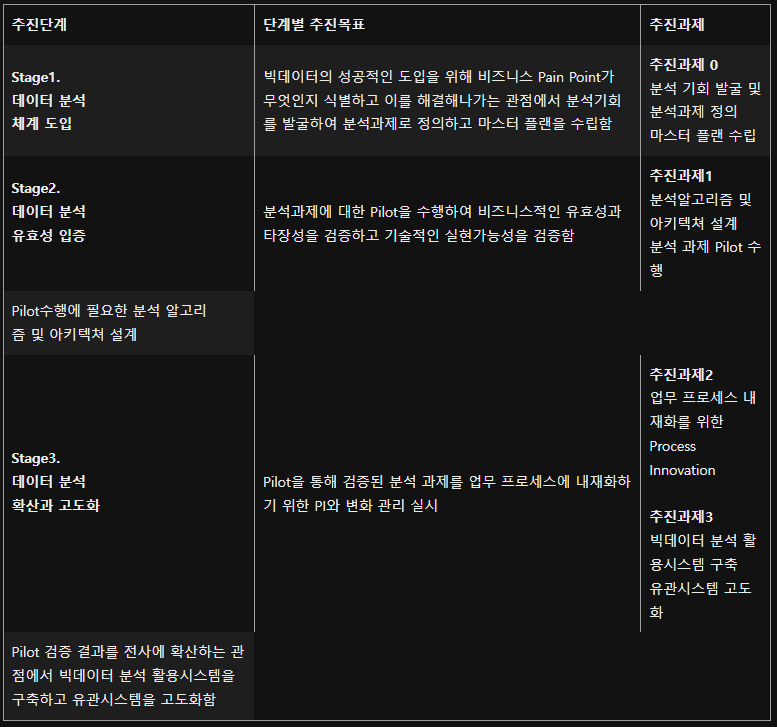 추진단계
단계별 추진목표
추진과제
Stage1.
데이터 분석
체계 도입
빅데이터의 성공적인 도입을 위해 비즈니스 Pain Point가
무엇인지 식별하고 이를 해결해나가는 관점에서 분석기회
를 발굴하여 분석과제로 정의하고 마스터 플랜을 수립함
추진과제 0
분석 기회 발굴 및
분석과제 정의
마스터 플랜 수립
Stage2.
데이터 분석
유효성 입증
분석과제에 대한 Pilot을 수행하여 비즈니스적인 유효성과
타장성을 검증하고 기술적인 실현가능성을 검증함
추진과제1
분석알고리즘 및
아키텍쳐 설계
분석 과제 Pilot 수
행
Pilot수행에 필요한 분석 알고리
즘 및 아키텍쳐 설계
Stage3.
데이터 분석
확산과 고도화
Pilot을 통해 검증된 분석 과제를 업무 프로세스에 내재화하
기 위한 PI와 변화 관리 실시
추진과제2
업무 프로세스 내
재화를 위한
Process
Innovation
추진과제3
빅데이터 분석 활
용시스템 구축
유관시스템 고도
화
Pilot 검증 결과를 전사에 확산하는 관
점에서 빅데이터 분석 활용시스템을
구축하고 유관시스템을 고도화함